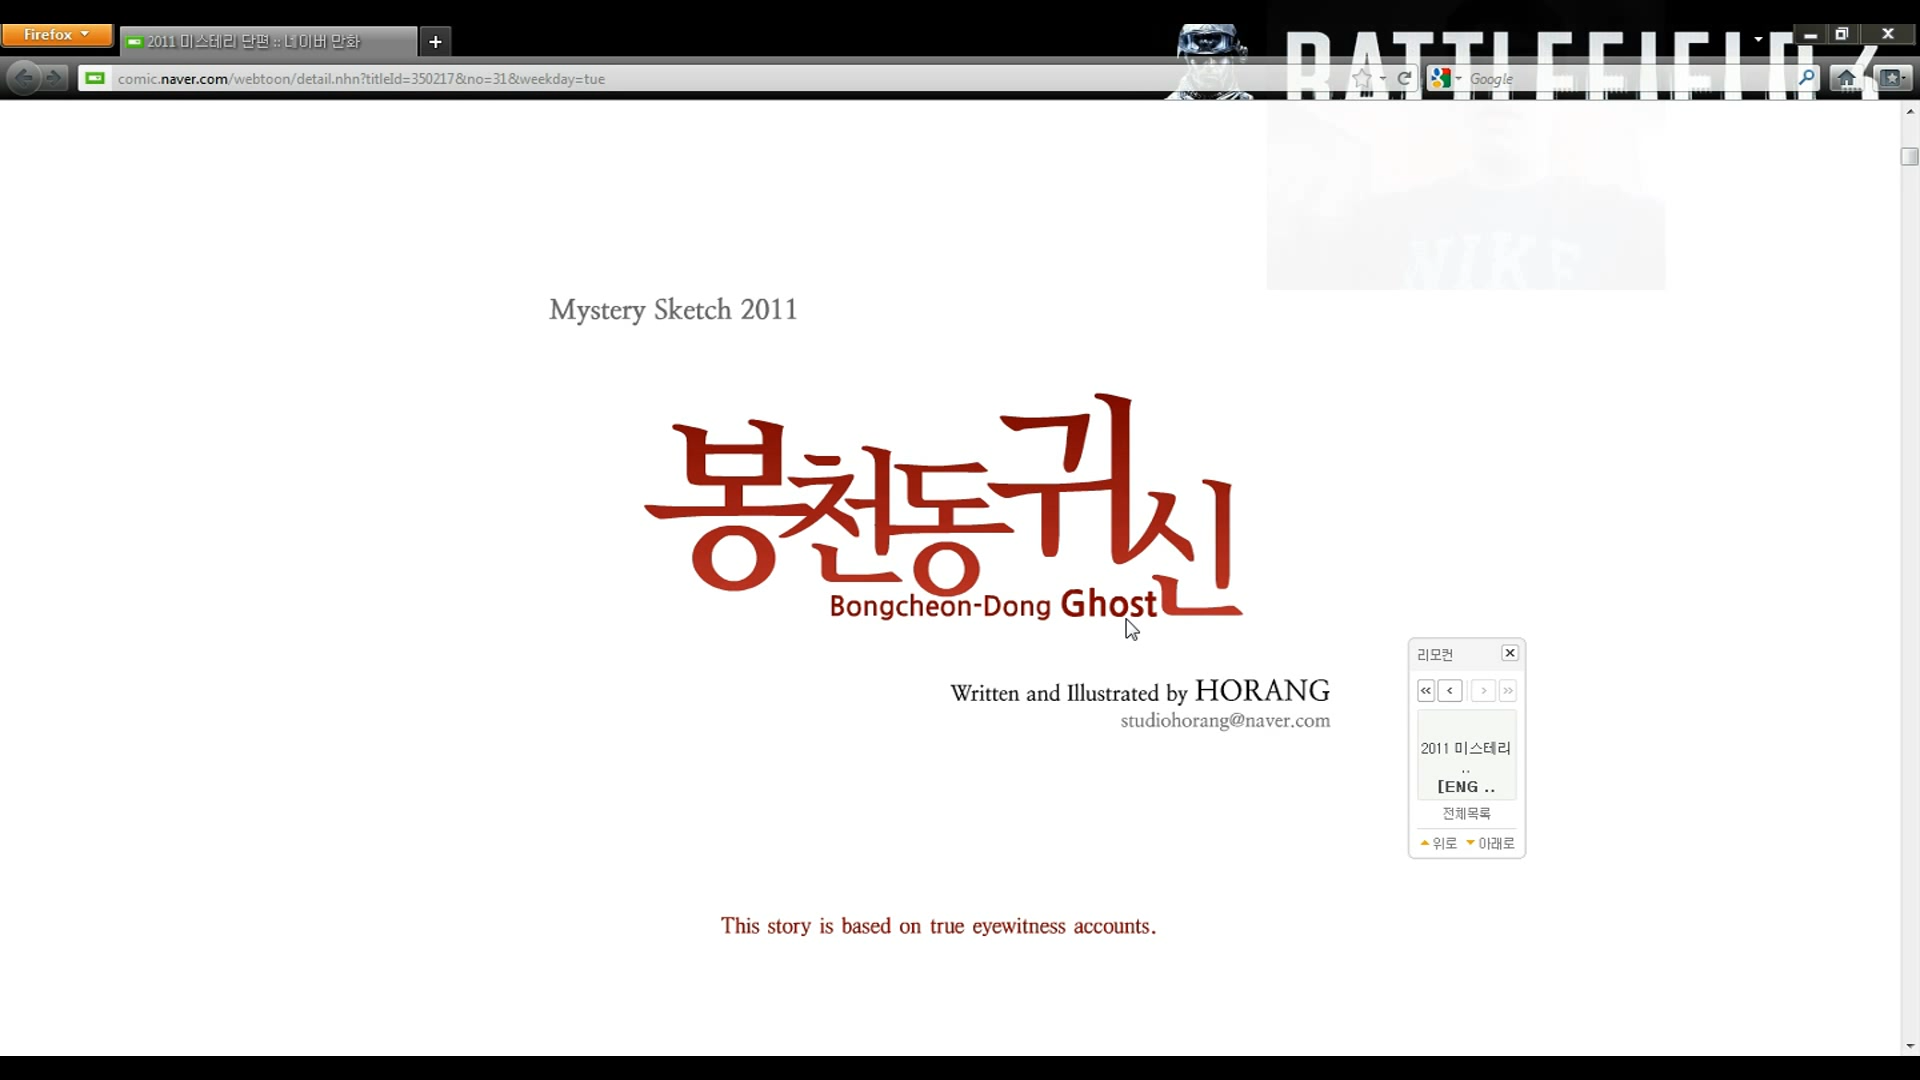 Firefox
2011 미스테리 단편 :: 네이버 만화
BATTLEFIELD 3
comic.naver.com/webtoon/detail.nhn?titleId=350217&no=31&weekday=tue
Google
NIKE
Mystery Sketch 2011
봉천동귀신
Bongcheon-Dong Ghost
Written and Illustrated by HORANG
studiohorang@naver.com
리모컨
2011 미스테리
..
[ENG ..
전체목록
위로 아래로
This story is based on true eyewitness accounts.